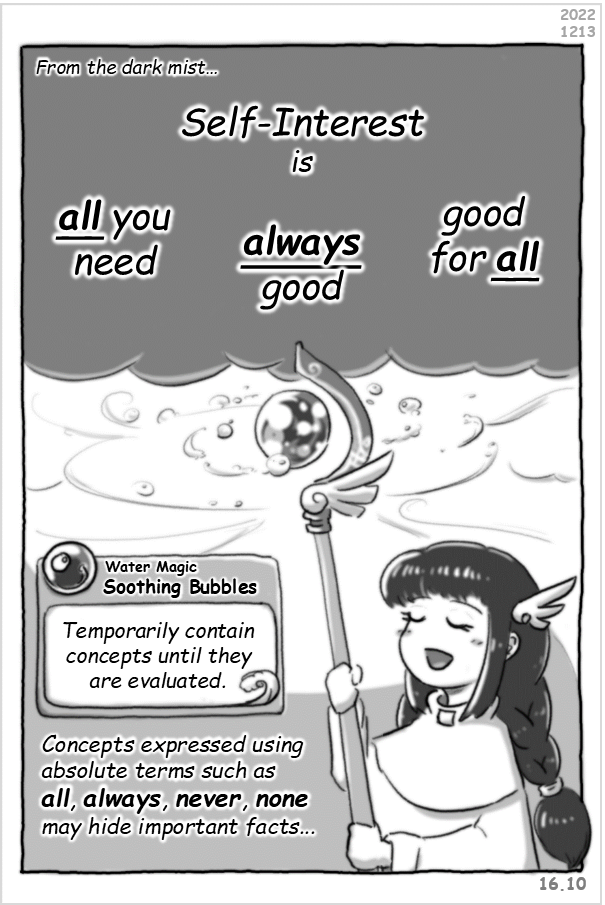 2022
1213
From the dark mist...
Self-Interest
is
all you
need
always
good
good
for all
Water Magic
Soothing Bubbles
Temporarily contain
concepts until they
are evaluated.
Concepts expressed using
absolute terms such as
all, always, never, none
may hide important facts...
16.10